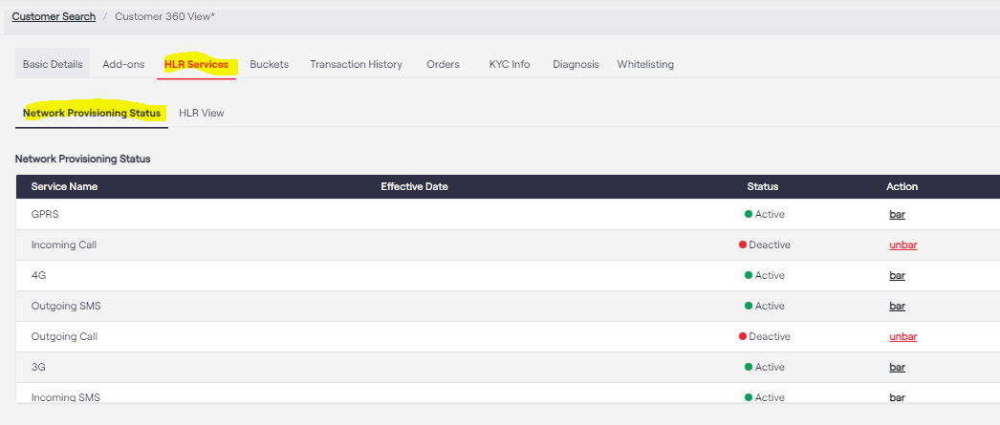 Customer Search / Customer 360 View*
Basic Details Add-ons HLR Services Buckets Transaction History Orders KYC Info Diagnosis Whitelisting
Network Provisioning Status HLR View
Network Provisioning Status
Service Name Effective Date Status Action
GPRS Active bar
Incoming Call Deactive unbar
4G Active bar
Outgoing SMS Active bar
Outgoing Call Deactive unbar
3G Active bar
Incoming SMS Active bar